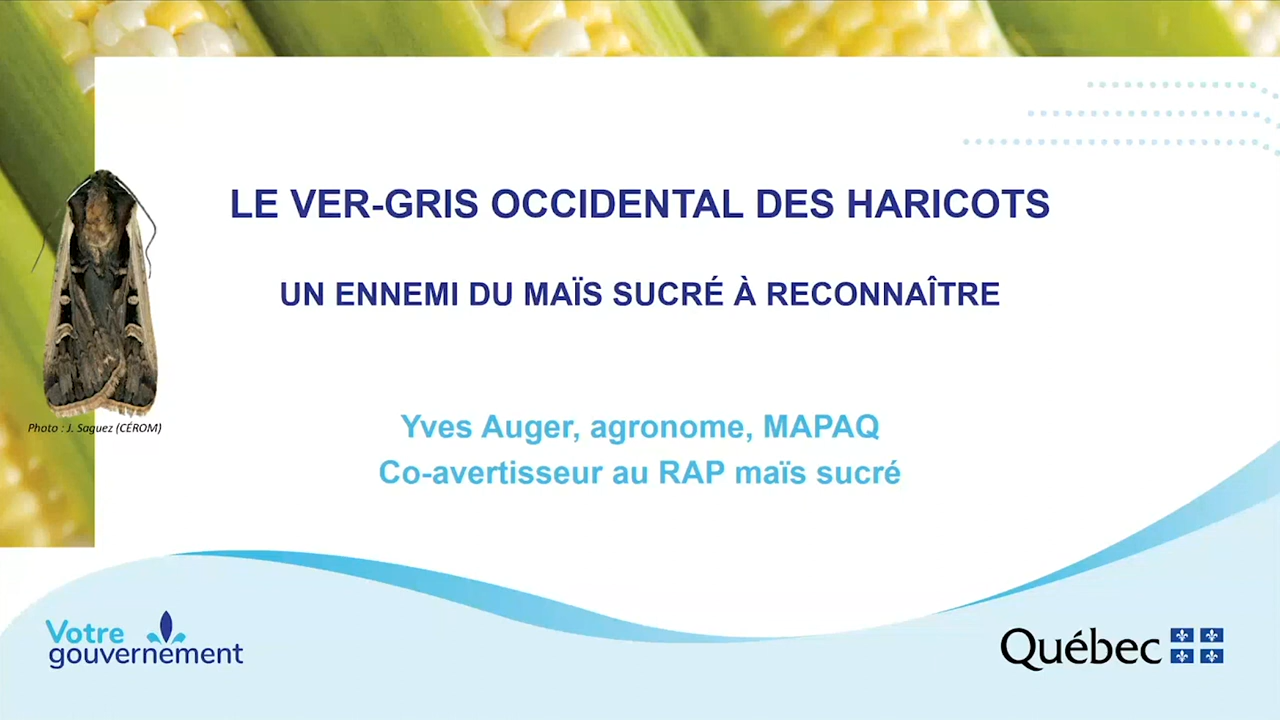 LE VER-GRIS OCCIDENTAL DES HARICOTS
UN ENNEMI DU MAÏS SUCRÉ À RECONNAÎTRE
Photo : J. Saguez (CÉROM)
Yves Auger, agronome, MAPAQ
Co-avertisseur au RAP maïs sucré
Votre
gouvernement
Québec